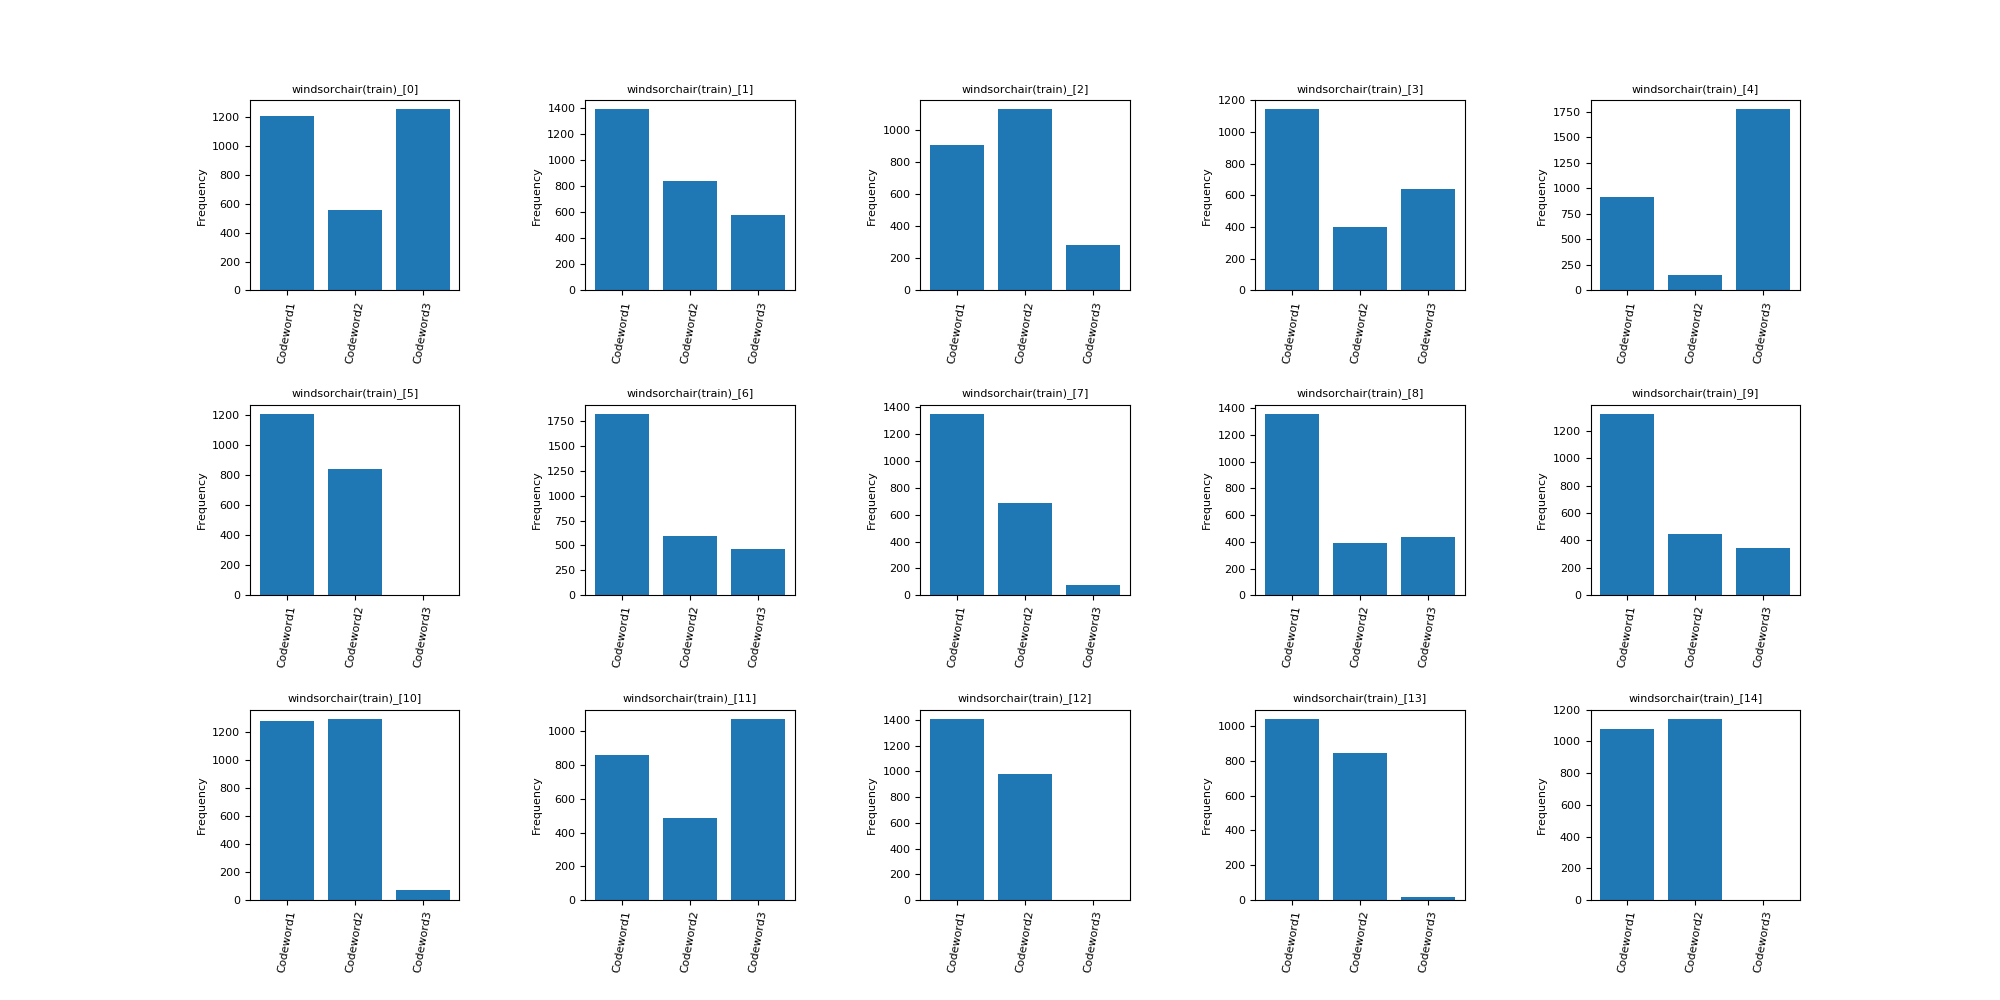 windsorchair(train)_[0]
Frequency
1200
1000
800
600
400
200
0
Codeword1
Codeword2
Codeword3
windsorchair(train)_[1]
Frequency
1400
1200
1000
800
600
400
200
0
Codeword1
Codeword2
Codeword3
windsorchair(train)_[2]
Frequency
1000
800
600
400
200
0
Codeword1
Codeword2
Codeword3
windsorchair(train)_[3]
Frequency
1200
1000
800
600
400
200
0
Codeword1
Codeword2
Codeword3
windsorchair(train)_[4]
Frequency
1750
1500
1250
1000
750
500
250
0
Codeword1
Codeword2
Codeword3
windsorchair(train)_[5]
Frequency
1200
1000
800
600
400
200
0
Codeword1
Codeword2
Codeword3
windsorchair(train)_[6]
Frequency
1750
1500
1250
1000
750
500
250
0
Codeword1
Codeword2
Codeword3
windsorchair(train)_[7]
Frequency
1400
1200
1000
800
600
400
200
0
Codeword1
Codeword2
Codeword3
windsorchair(train)_[8]
Frequency
1400
1200
1000
800
600
400
200
0
Codeword1
Codeword2
Codeword3
windsorchair(train)_[9]
Frequency
1200
1000
800
600
400
200
0
Codeword1
Codeword2
Codeword3
windsorchair(train)_[10]
Frequency
1200
1000
800
600
400
200
0
Codeword1
Codeword2
Codeword3
windsorchair(train)_[11]
Frequency
1000
800
600
400
200
0
Codeword1
Codeword2
Codeword3
windsorchair(train)_[12]
Frequency
1400
1200
1000
800
600
400
200
0
Codeword1
Codeword2
Codeword3
windsorchair(train)_[13]
Frequency
1000
800
600
400
200
0
Codeword1
Codeword2
Codeword3
windsorchair(train)_[14]
Frequency
1200
1000
800
600
400
200
0
Codeword1
Codeword2
Codeword3